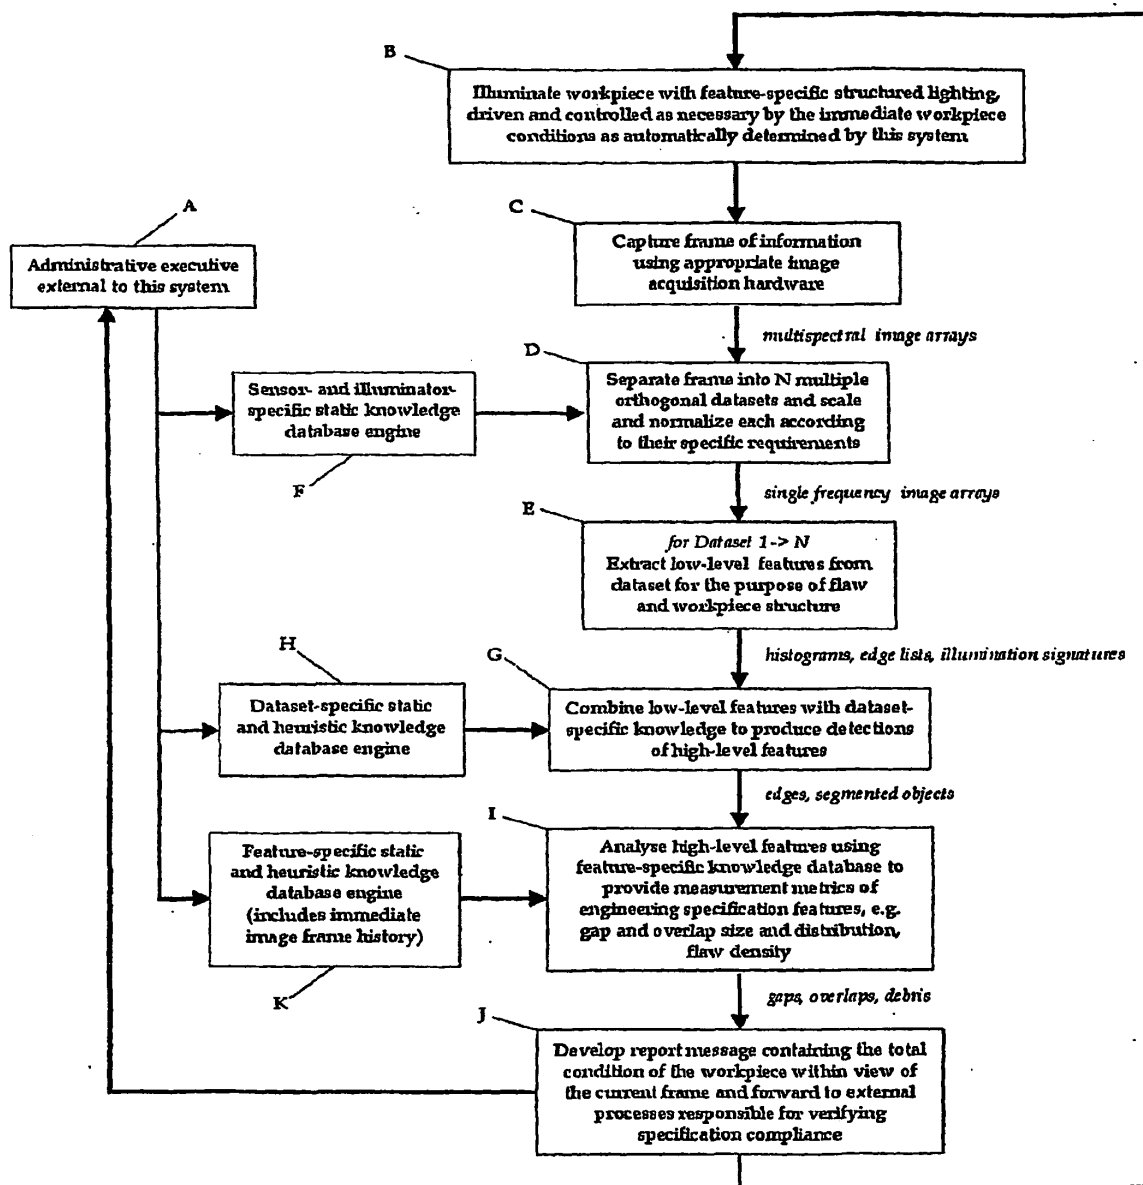 B
Illuminate workpiece with feature-specific structured lighting,
driven and controlled as necessary by the immediate workpiece
conditions as automatically determined by this system
A
C
Administrative executive
external to this system
Capture frame of information
using appropriate image
acquisition hardware
multispectral image arrays
D
Sensor- and illuminator-
specific static knowledge
database engine
F
Separate frame into N multiple
orthogonal datasets and scale
and normalize each according
to their specific requirements
single frequency image arrays
E
for Dataset 1-> N
Extract low-level features from
dataset for the purpose of flaw
and workpiece structure
histograms, edge lists, illumination signatures
H
G
Dataset-specific static
and heuristic knowledge
database engine
Combine low-level features with dataset-
specific knowledge to produce detections
of high-level features
edges, segmented objects
I
Feature-specific static
and heuristic knowledge
database engine
(includes immediate
image frame history)
K
Analyse high-level features using
feature-specific knowledge database to
provide measurement metrics of
engineering specification features, e.g.
gap and overlap size and distribution,
flaw density
gaps, overlaps, debris
J
Develop report message containing the total
condition of the workpiece within view of
the current frame and forward to external
processes responsible for verifying
specification compliance